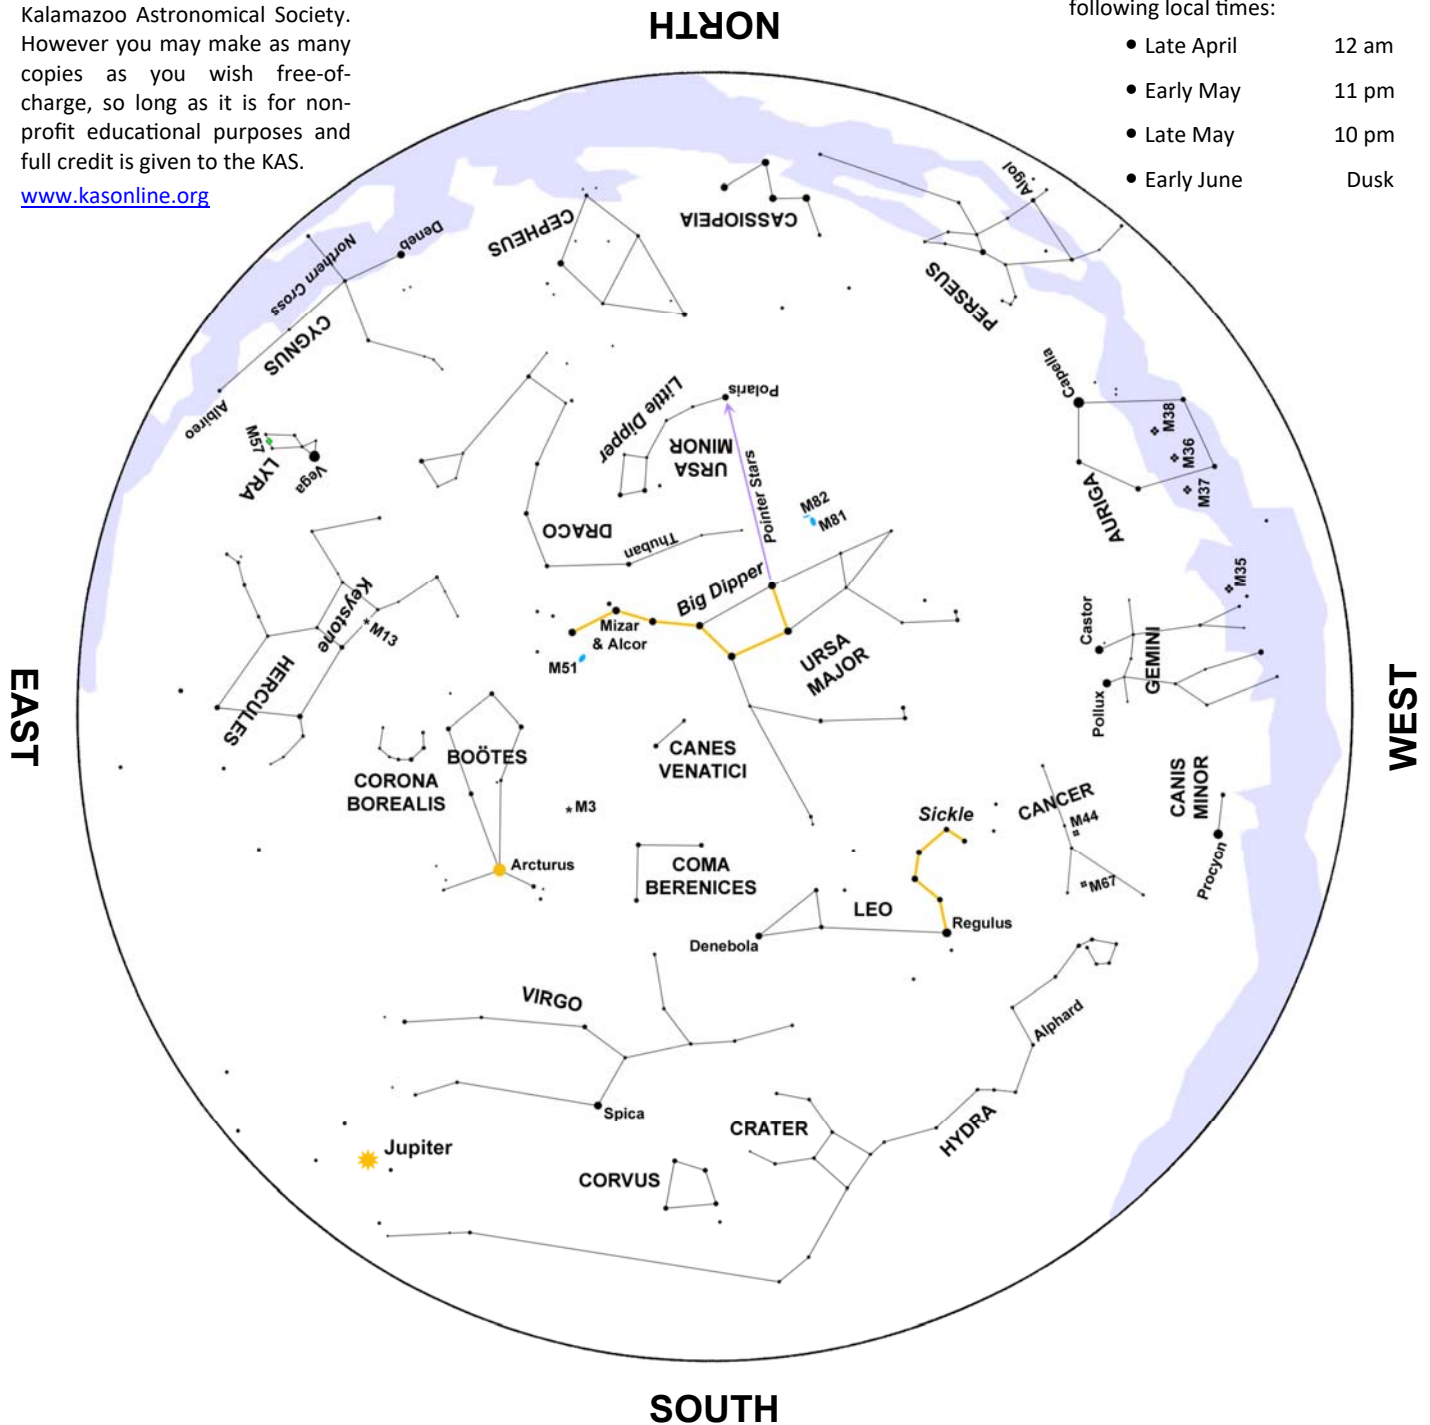 Kalamazoo Astronomical Society.
However you may make as many
copies as you wish free-of-
charge, so long as it is for non-
profit educational purposes and
full credit is given to the KAS.
www.kasonline.org
following local times:
• Late April 12 am
• Early May 11 pm
• Late May 10 pm
• Early June Dusk
NORTH
Algol
CASSIOPEIA
CEPHEUS
Deneb
Northern Cross
PERSEUS
CYGNUS
Albireo
Capella
Polaris
Little Dipper
URSA
MINOR
M57
LYRA
Vega
M38
M36
M37
AURIGA
Pointer Stars
M82
M81
DRACO
Thuban
Big Dipper
M35
Keystone
M13
HERCULES
Mizar
& Alcor
M51
URSA
MAJOR
Castor
GEMINI
Pollux
EAST
WEST
CANES
VENATICI
BOÖTES
CORONA
BOREALIS
M3
Sickle
CANCER
M44
M67
CANIS
MINOR
Procyon
Arcturus
COMA
BERENICES
LEO
Regulus
Denebola
VIRGO
Alphard
Spica
CRATER
HYDRA
Jupiter
CORVUS
SOUTH